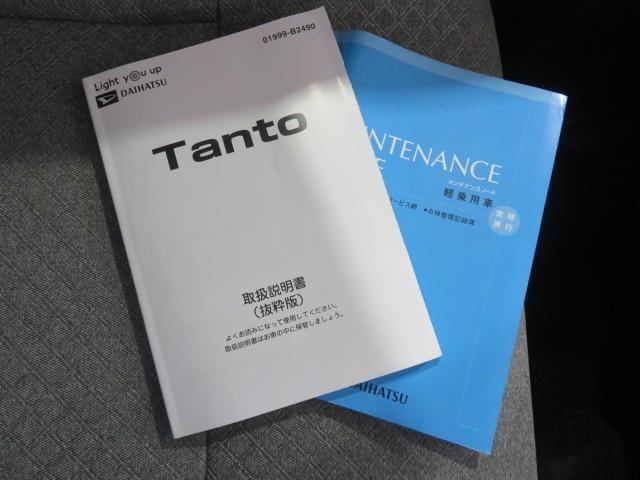 01999-B2490
Light you up
DAIHATSU
Tanto
取扱説明書
(抜粋版)
よくお読みになって使用してください。
取扱説明書はお車の中に保管しましょう。
NTENANCE
メンテナンスノート
軽乗用車
ービス網 •点検整備記録簿
常時
携行
DAIHATSU